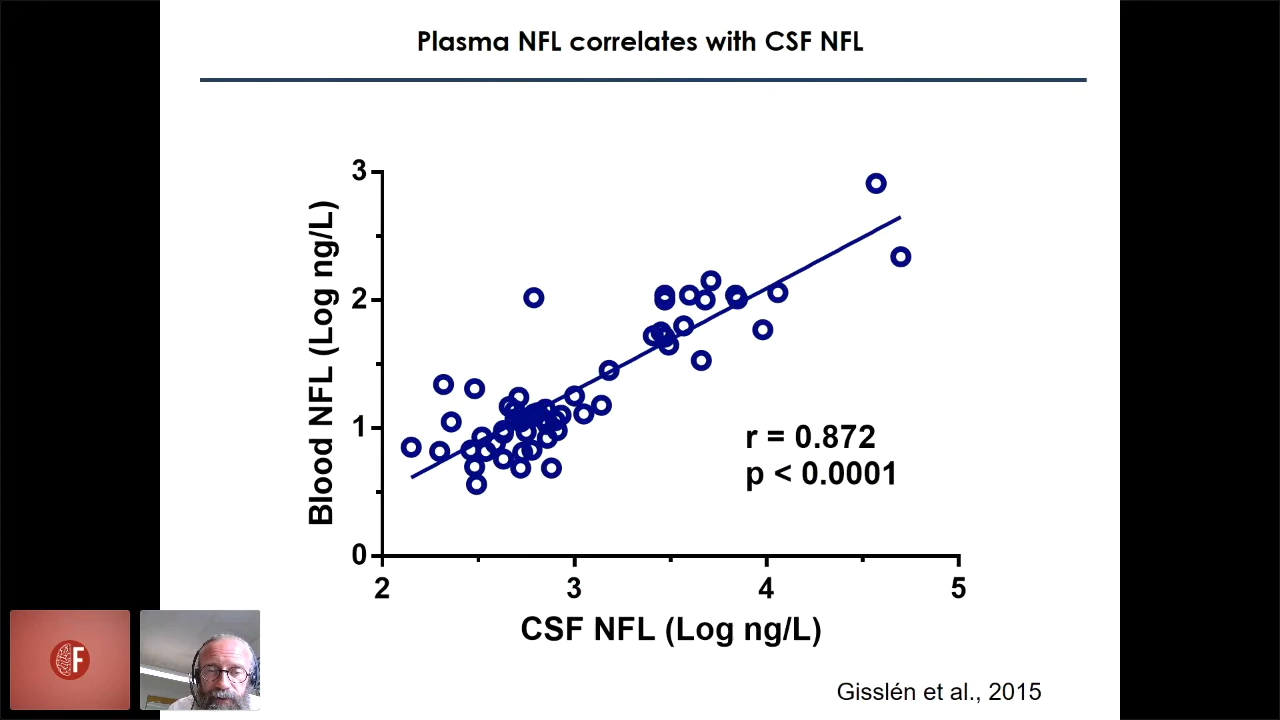 Plasma NFL correlates with CSF NFL
3
2
1
0
Blood NFL (Log ng/L)
r = 0.872
p < 0.0001
2 3 4 5
CSF NFL (Log ng/L)
F
Gisslén et al., 2015